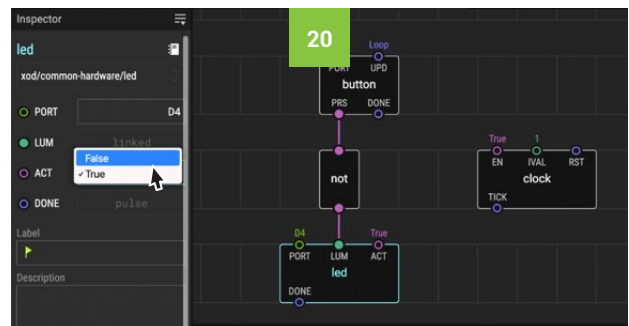 Inspector
led
xod/common-hardware/led
PORT
D4
LUM
linked
ACT
False
✓True
DONE
pulse
Label
Description
20
Loop
PORT UPD
button
PRS DONE
not
D4 True
PORT LUM ACT
led
DONE
True 1
EN IVAL RST
clock
TICK